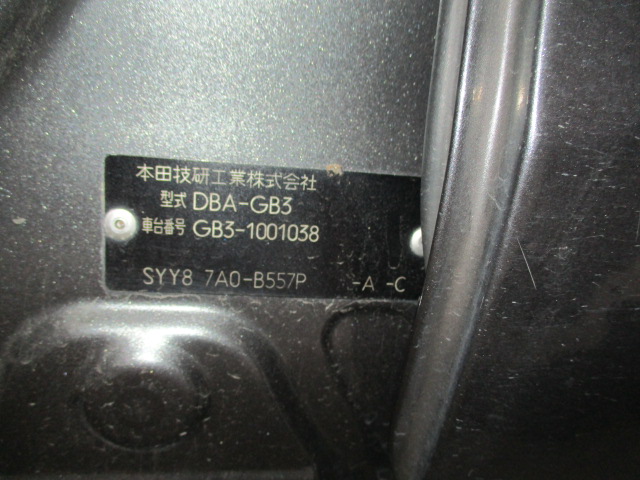 本田技研工業株式会社
型式 DBA-GB3
車台番号 GB3-1001038
SYY8 7A0-B557P -A -C